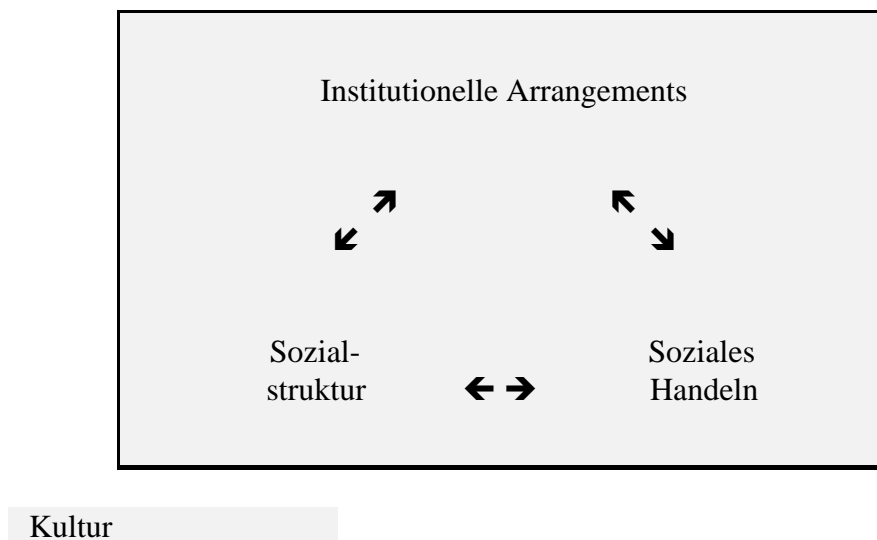 Institutionelle Arrangements
Sozial-
struktur
Soziales
Handeln
Kultur